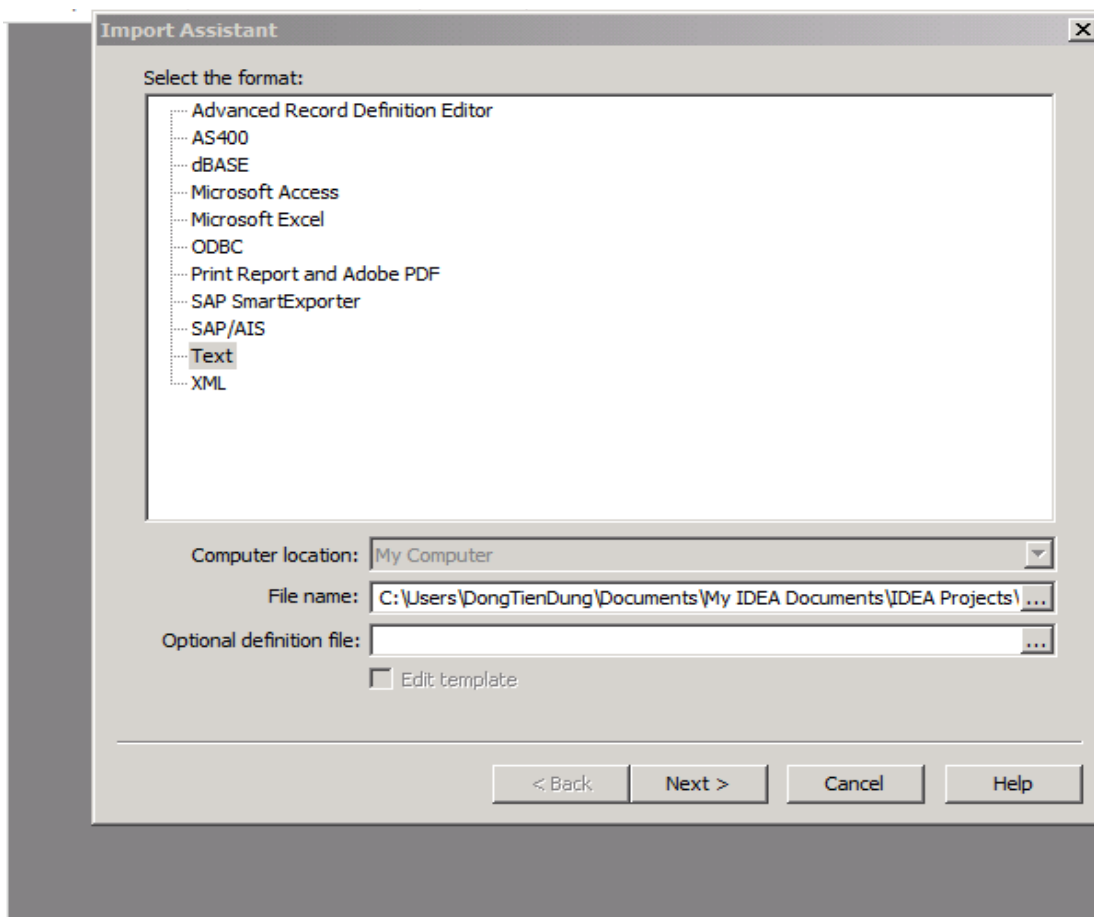 Import Assistant
Select the format:
Advanced Record Definition Editor
AS400
dBASE
Microsoft Access
Microsoft Excel
ODBC
Print Report and Adobe PDF
SAP SmartExporter
SAP/AIS
Text
XML
Computer location: My Computer
File name: C:\Users\DongTienDung\Documents\My IDEA Documents\IDEA Projects\ ...
Optional definition file: ...
Edit template
< Back Next > Cancel Help